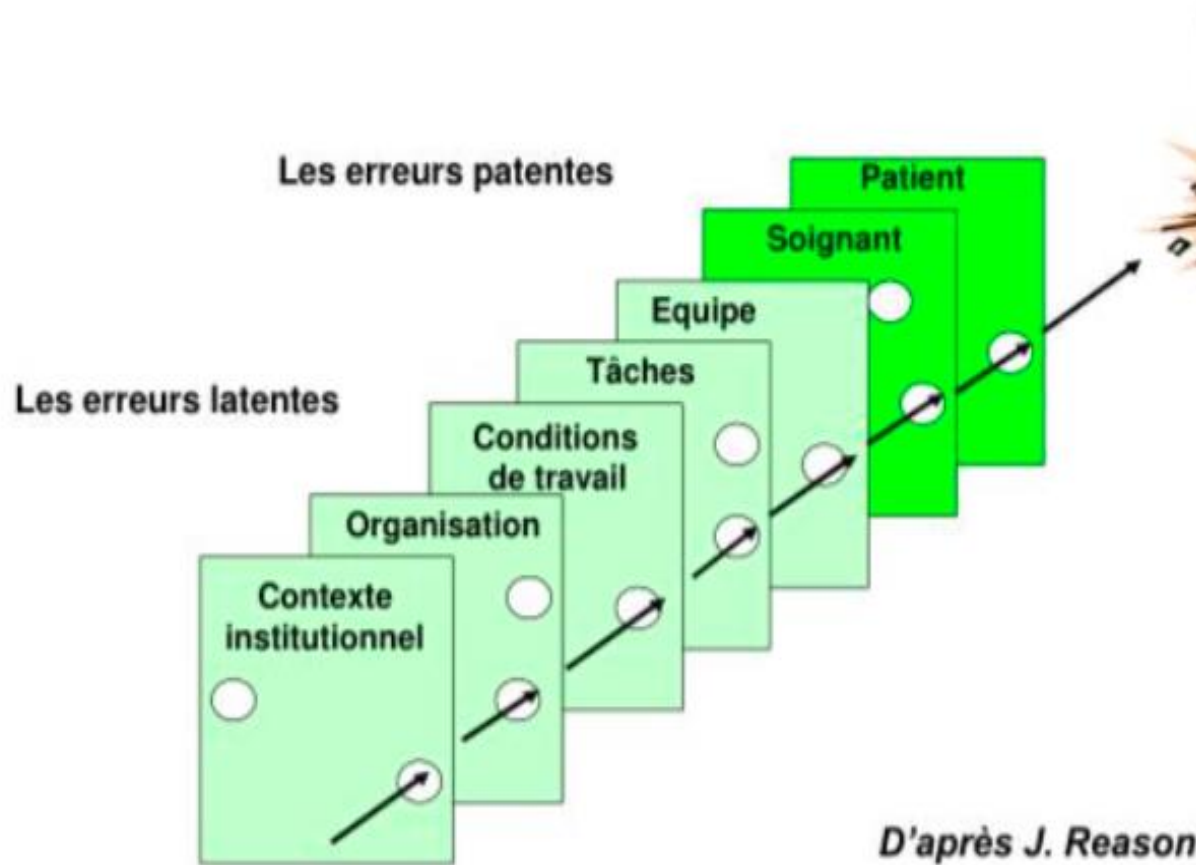 Les erreurs patentes
Patient
Soignant
Equipe
Tâches
Les erreurs latentes
Conditions
de travail
Organisation
Contexte
institutionnel
D'après J. Reason